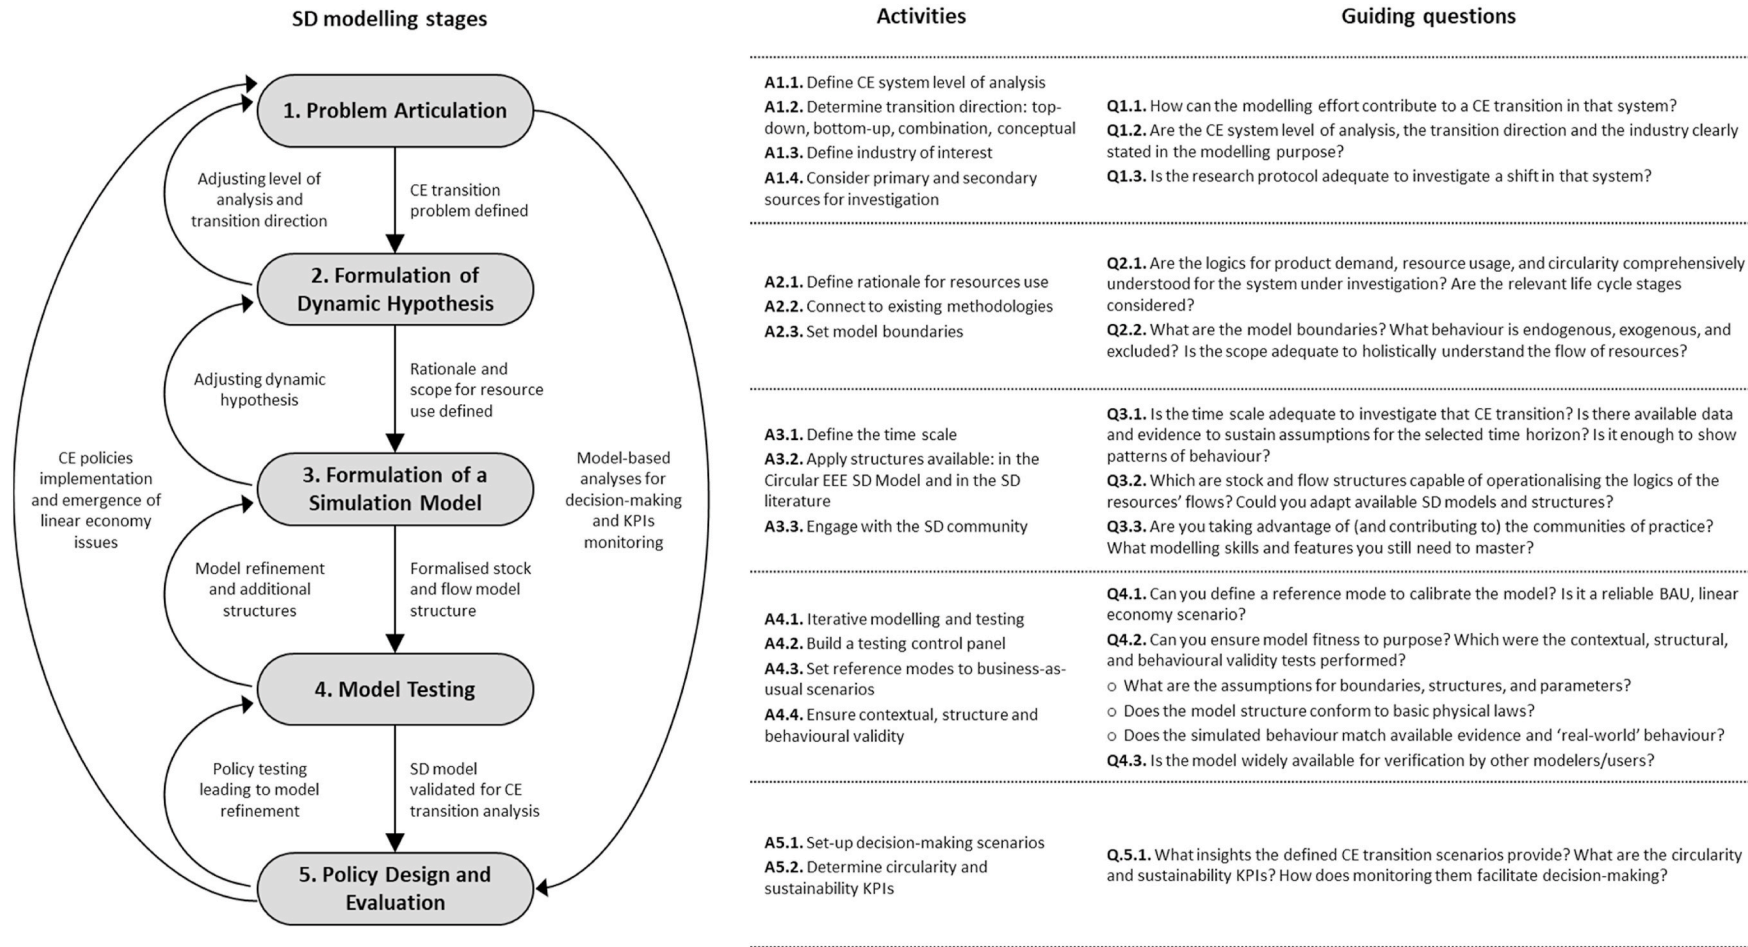 SD modelling stages
Activities
Guiding questions
1. Problem Articulation
Adjusting level of
analysis and
transition direction
CE transition
problem defined
2. Formulation of
Dynamic Hypothesis
Adjusting dynamic
hypothesis
Rationale and
scope for resource
use defined
CE policies
implementation
and emergence of
linear economy
issues
3. Formulation of a
Simulation Model
Model-based
analyses for
decision-making
and KPIs
monitoring
Model refinement
and additional
structures
Formalised stock
and flow model
structure
4. Model Testing
Policy testing
leading to model
refinement
SD model
validated for CE
transition analysis
5. Policy Design and
Evaluation
A1.1. Define CE system level of analysis
A1.2. Determine transition direction: top-
down, bottom-up, combination, conceptual
A1.3. Define industry of interest
A1.4. Consider primary and secondary
sources for investigation
Q1.1. How can the modelling effort contribute to a CE transition in that system?
Q1.2. Are the CE system level of analysis, the transition direction and the industry clearly
stated in the modelling purpose?
Q1.3. Is the research protocol adequate to investigate a shift in that system?
A2.1. Define rationale for resources use
A2.2. Connect to existing methodologies
A2.3. Set model boundaries
Q2.1. Are the logics for product demand, resource usage, and circularity comprehensively
understood for the system under investigation? Are the relevant life cycle stages
considered?
Q2.2. What are the model boundaries? What behaviour is endogenous, exogenous, and
excluded? Is the scope adequate to holistically understand the flow of resources?
A3.1. Define the time scale
A3.2. Apply structures available: in the
Circular EEE SD Model and in the SD
literature
A3.3. Engage with the SD community
Q3.1. Is the time scale adequate to investigate that CE transition? Is there available data
and evidence to sustain assumptions for the selected time horizon? Is it enough to show
patterns of behaviour?
Q3.2. Which are stock and flow structures capable of operationalising the logics of the
resources' flows? Could you adapt available SD models and structures?
Q3.3. Are you taking advantage of (and contributing to) the communities of practice?
What modelling skills and features you still need to master?
A4.1. Iterative modelling and testing
A4.2. Build a testing control panel
A4.3. Set reference modes to business-as-
usual scenarios
A4.4. Ensure contextual, structure and
behavioural validity
Q4.1. Can you define a reference mode to calibrate the model? Is it a reliable BAU, linear
economy scenario?
Q4.2. Can you ensure model fitness to purpose? Which were the contextual, structural,
and behavioural validity tests performed?
o What are the assumptions for boundaries, structures, and parameters?
o Does the model structure conform to basic physical laws?
o Does the simulated behaviour match available evidence and 'real-world' behaviour?
Q4.3. Is the model widely available for verification by other modelers/users?
A5.1. Set-up decision-making scenarios
A5.2. Determine circularity and
sustainability KPIs
Q.5.1. What insights the defined CE transition scenarios provide? What are the circularity
and sustainability KPIs? How does monitoring them facilitate decision-making?